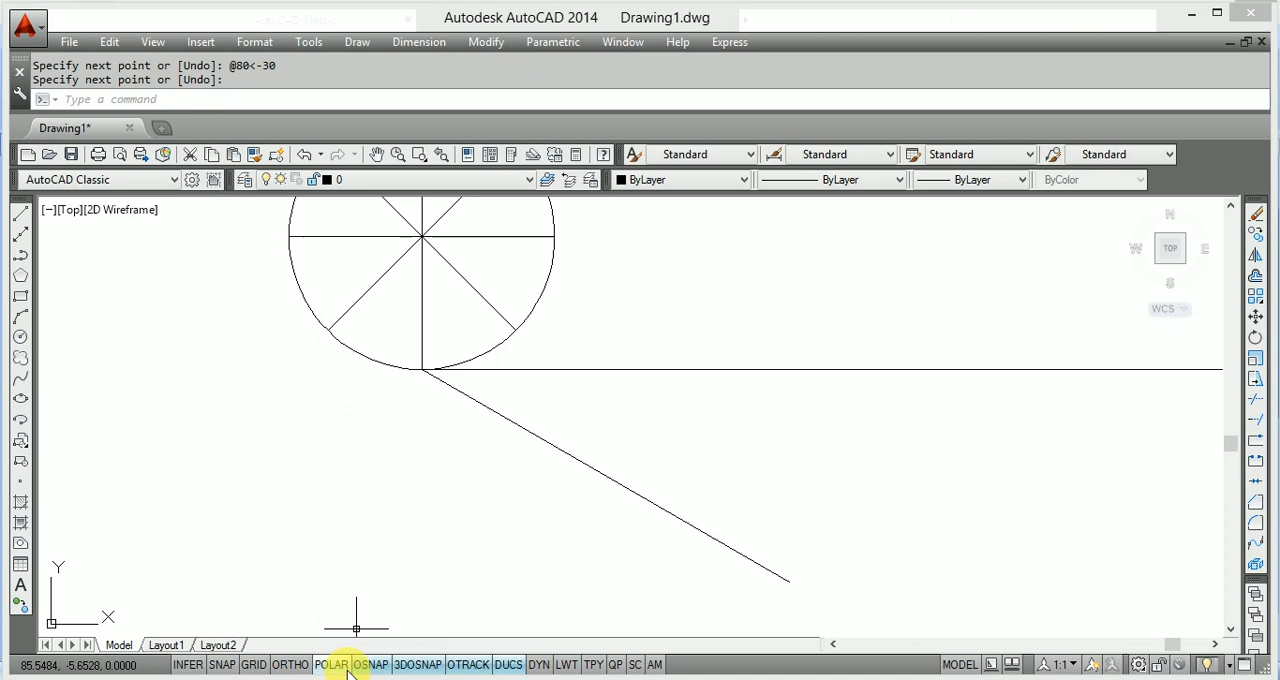 Autodesk AutoCAD 2014 Drawing1.dwg
File Edit View Insert Format Tools Draw Dimension Modify Parametric Window Help Express
Specify next point or [Undo]: @80<-30
Specify next point or [Undo]:
Type a command
Drawing1*
Standard Standard Standard Standard
AutoCAD Classic 0 ByLayer ByLayer ByLayer ByColor
[−][Top][2D Wireframe]
N
W TOP E
S
WCS
A
Y
X
Model Layout1 Layout2
85.5484, -5.6528, 0.0000 INFER SNAP GRID ORTHO POLAR OSNAP 3DOSNAP OTRACK DUCS DYN LWT TPY QP SC AM MODEL 1:1